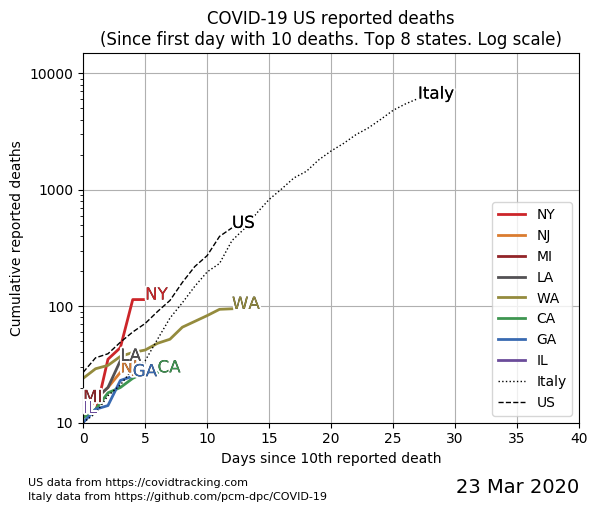 COVID-19 US reported deaths
(Since first day with 10 deaths. Top 8 states. Log scale)
Cumulative reported deaths
10000
1000
100
10
Italy
US
NY
WA
LA
CA
GA
MI
NY
NJ
MI
LA
WA
CA
GA
IL
Italy
US
0 5 10 15 20 25 30 35 40
Days since 10th reported death
US data from https://covidtracking.com
Italy data from https://github.com/pcm-dpc/COVID-19
23 Mar 2020